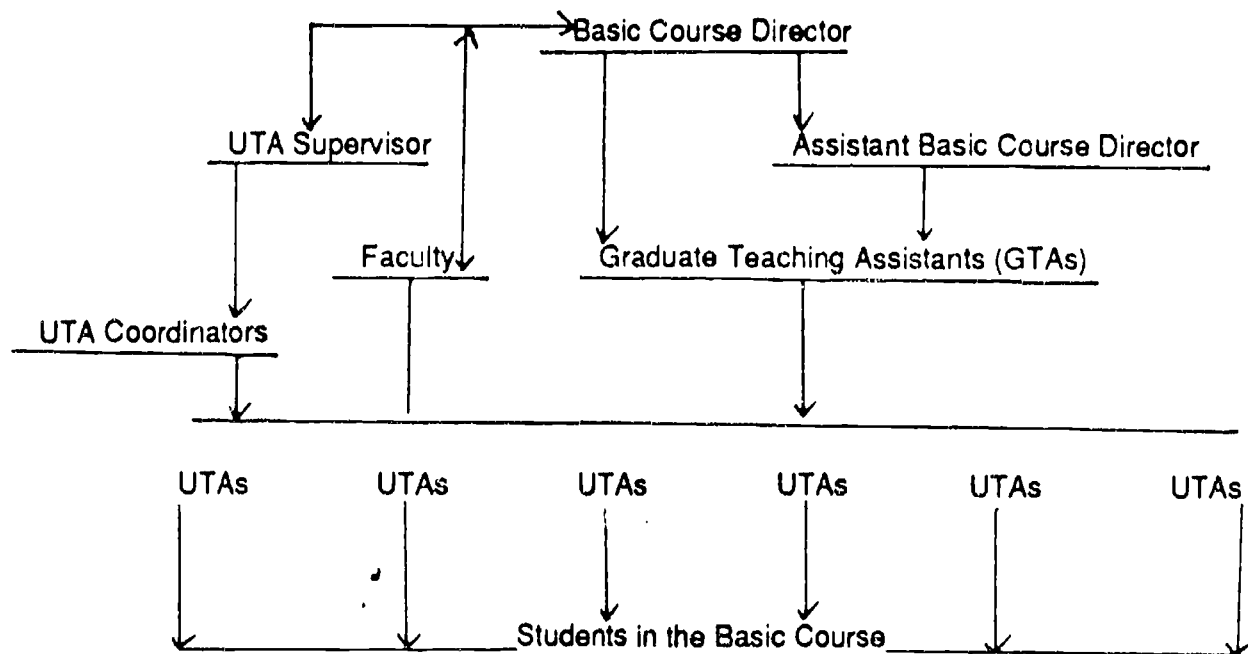 Basic Course Director
UTA Supervisor
Assistant Basic Course Director
Faculty
Graduate Teaching Assistants (GTAs)
UTA Coordinators
UTAs UTAs UTAs UTAs UTAs UTAs
Students in the Basic Course